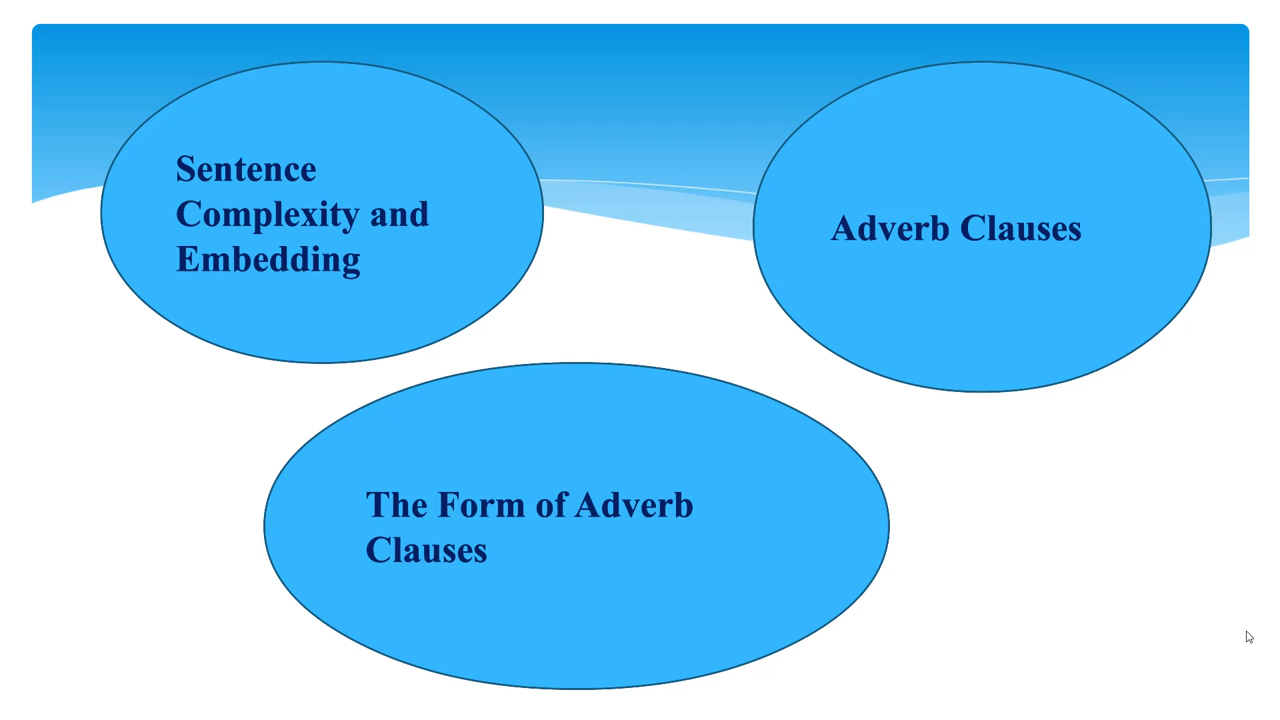 Sentence
Complexity and
Embedding
Adverb Clauses
The Form of Adverb
Clauses